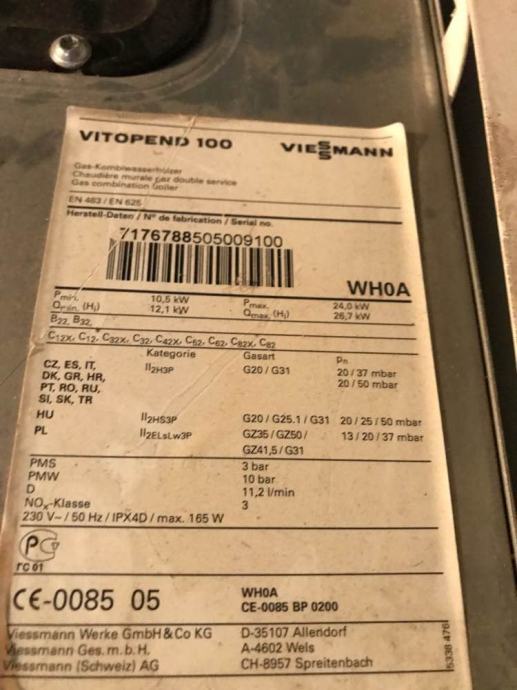 VITOPEND 100
VIESSMANN
Gas-Kombiwasserheizer
Chaudière murale gaz double service
Gas combination boiler
EN 483 / EN 625
Herstell-Daten / N° de fabrication / Serial no.
7176788505009100
WH0A
Pmin. 10,5 kW Pmax. 24,0 kW
Qmin. (Hi) 12,1 kW Qmax. (Hi) 26,7 kW
B22, B32,
C12X, C12, C32X, C32, C42X, C52, C62, C82X, C82
Kategorie Gasart Pn
CZ, ES, IT, II2H3P G20 / G31 20 / 37 mbar
DK, GR, HR, 20 / 50 mbar
PT, RO, RU,
SI, SK, TR
HU II2HS3P G20 / G25.1 / G31 20 / 25 / 50 mbar
PL II2ELsLw3P GZ35 / GZ50 / 13 / 20 / 37 mbar
GZ41,5 / G31
PMS 3 bar
PMW 10 bar
D 11,2 l/min
NOx-Klasse 3
230 V~ / 50 Hz / IPX4D / max. 165 W
PG
ГС 01
CE-0085 05
WH0A
CE-0085 BP 0200
Viessmann Werke GmbH & Co KG D-35107 Allendorf
Viessmann Ges. m. b. H. A-4602 Wels
Viessmann (Schweiz) AG CH-8957 Spreitenbach
5338 476